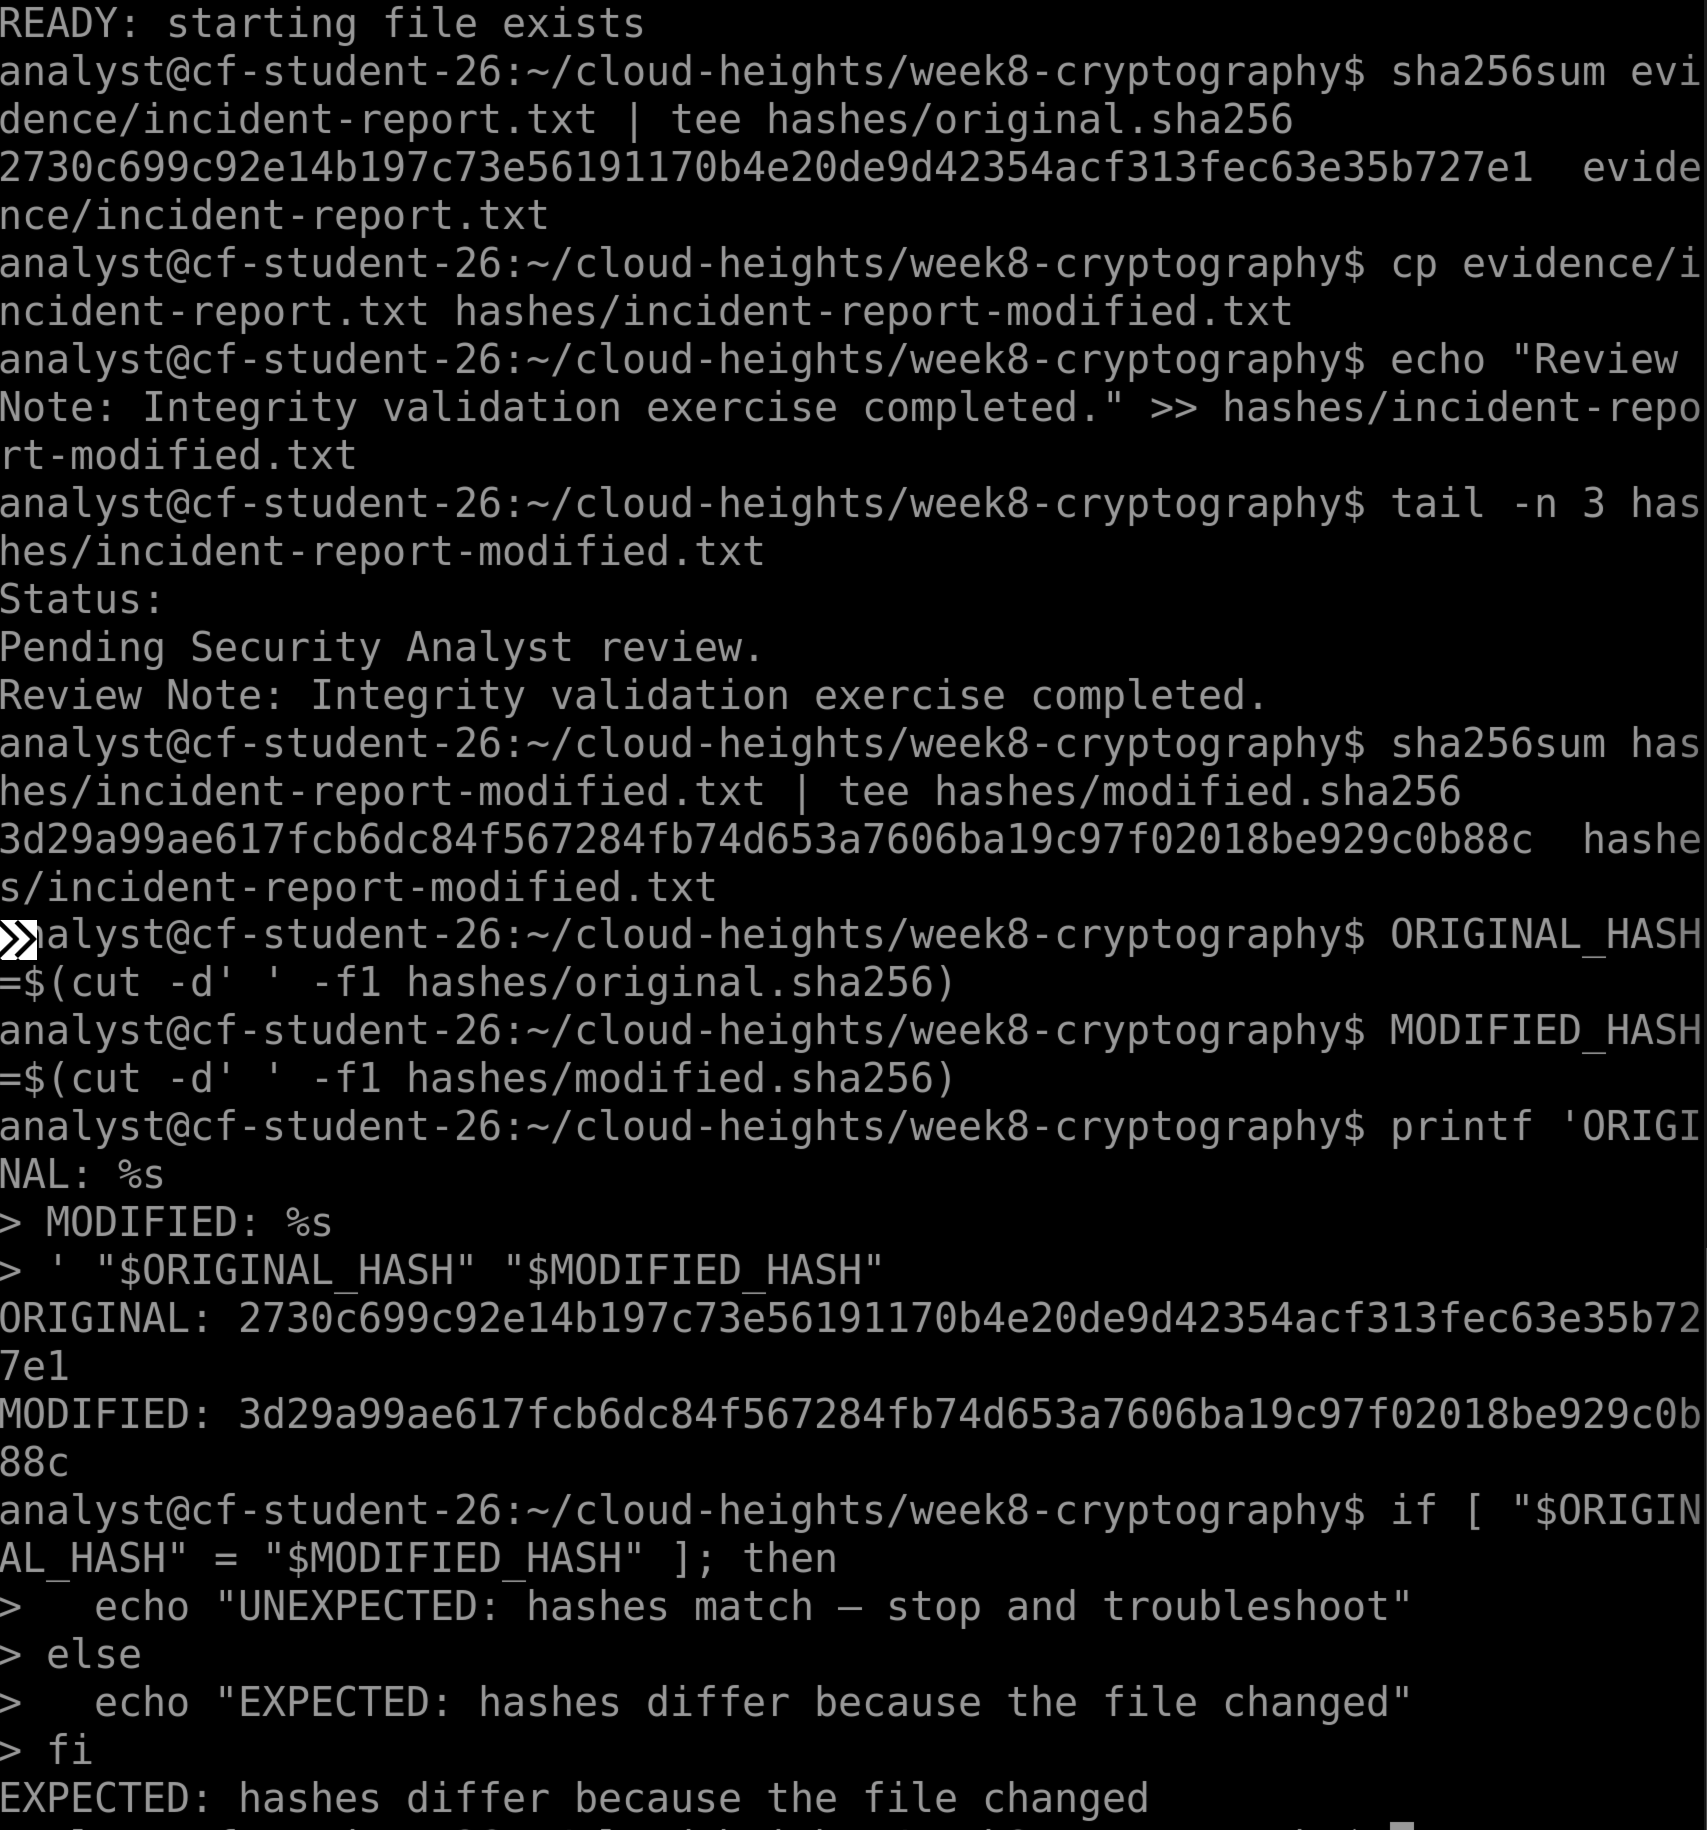 READY: starting file exists
analyst@cf-student-26:~/cloud-heights/week8-cryptography$ sha256sum evi
dence/incident-report.txt | tee hashes/original.sha256
2730c699c92e14b197c73e56191170b4e20de9d42354acf313fec63e35b727e1  evide
nce/incident-report.txt
analyst@cf-student-26:~/cloud-heights/week8-cryptography$ cp evidence/i
ncident-report.txt hashes/incident-report-modified.txt
analyst@cf-student-26:~/cloud-heights/week8-cryptography$ echo "Review 
Note: Integrity validation exercise completed." >> hashes/incident-repo
rt-modified.txt
analyst@cf-student-26:~/cloud-heights/week8-cryptography$ tail -n 3 has
hes/incident-report-modified.txt
Status:
Pending Security Analyst review.
Review Note: Integrity validation exercise completed.
analyst@cf-student-26:~/cloud-heights/week8-cryptography$ sha256sum has
hes/incident-report-modified.txt | tee hashes/modified.sha256
3d29a99ae617fcb6dc84f567284fb74d653a7606ba19c97f02018be929c0b88c  hashe
s/incident-report-modified.txt
nalyst@cf-student-26:~/cloud-heights/week8-cryptography$ ORIGINAL_HASH
=$(cut -d' ' -f1 hashes/original.sha256)
analyst@cf-student-26:~/cloud-heights/week8-cryptography$ MODIFIED_HASH
=$(cut -d' ' -f1 hashes/modified.sha256)
analyst@cf-student-26:~/cloud-heights/week8-cryptography$ printf 'ORIGI
NAL: %s
> MODIFIED: %s
> ' "$ORIGINAL_HASH" "$MODIFIED_HASH"
ORIGINAL: 2730c699c92e14b197c73e56191170b4e20de9d42354acf313fec63e35b72
7e1
MODIFIED: 3d29a99ae617fcb6dc84f567284fb74d653a7606ba19c97f02018be929c0b
88c
analyst@cf-student-26:~/cloud-heights/week8-cryptography$ if [ "$ORIGIN
AL_HASH" = "$MODIFIED_HASH" ]; then
>   echo "UNEXPECTED: hashes match — stop and troubleshoot"
> else
>   echo "EXPECTED: hashes differ because the file changed"
> fi
EXPECTED: hashes differ because the file changed